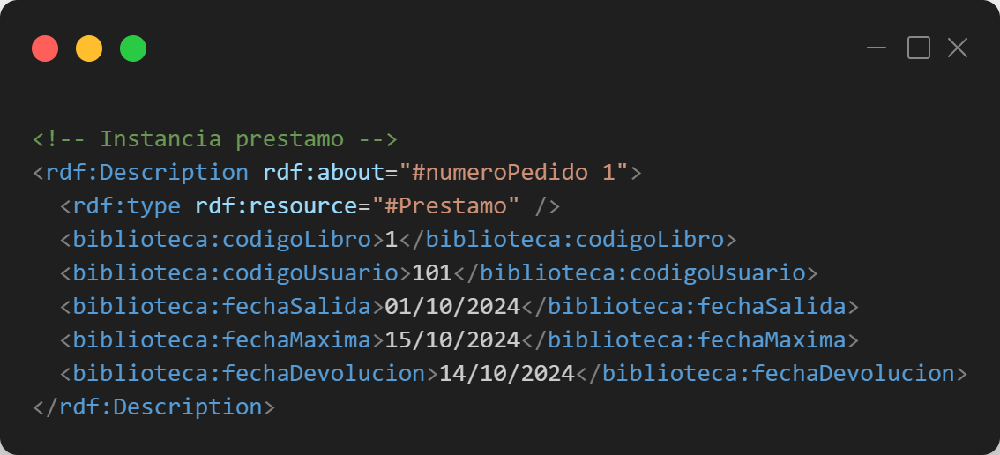 <!-- Instancia prestamo -->
<rdf:Description rdf:about="#numeroPedido 1">
  <rdf:type rdf:resource="#Prestamo" />
  <biblioteca:codigoLibro>1</biblioteca:codigoLibro>
  <biblioteca:codigoUsuario>101</biblioteca:codigoUsuario>
  <biblioteca:fechaSalida>01/10/2024</biblioteca:fechaSalida>
  <biblioteca:fechaMaxima>15/10/2024</biblioteca:fechaMaxima>
  <biblioteca:fechaDevolucion>14/10/2024</biblioteca:fechaDevolucion>
</rdf:Description>